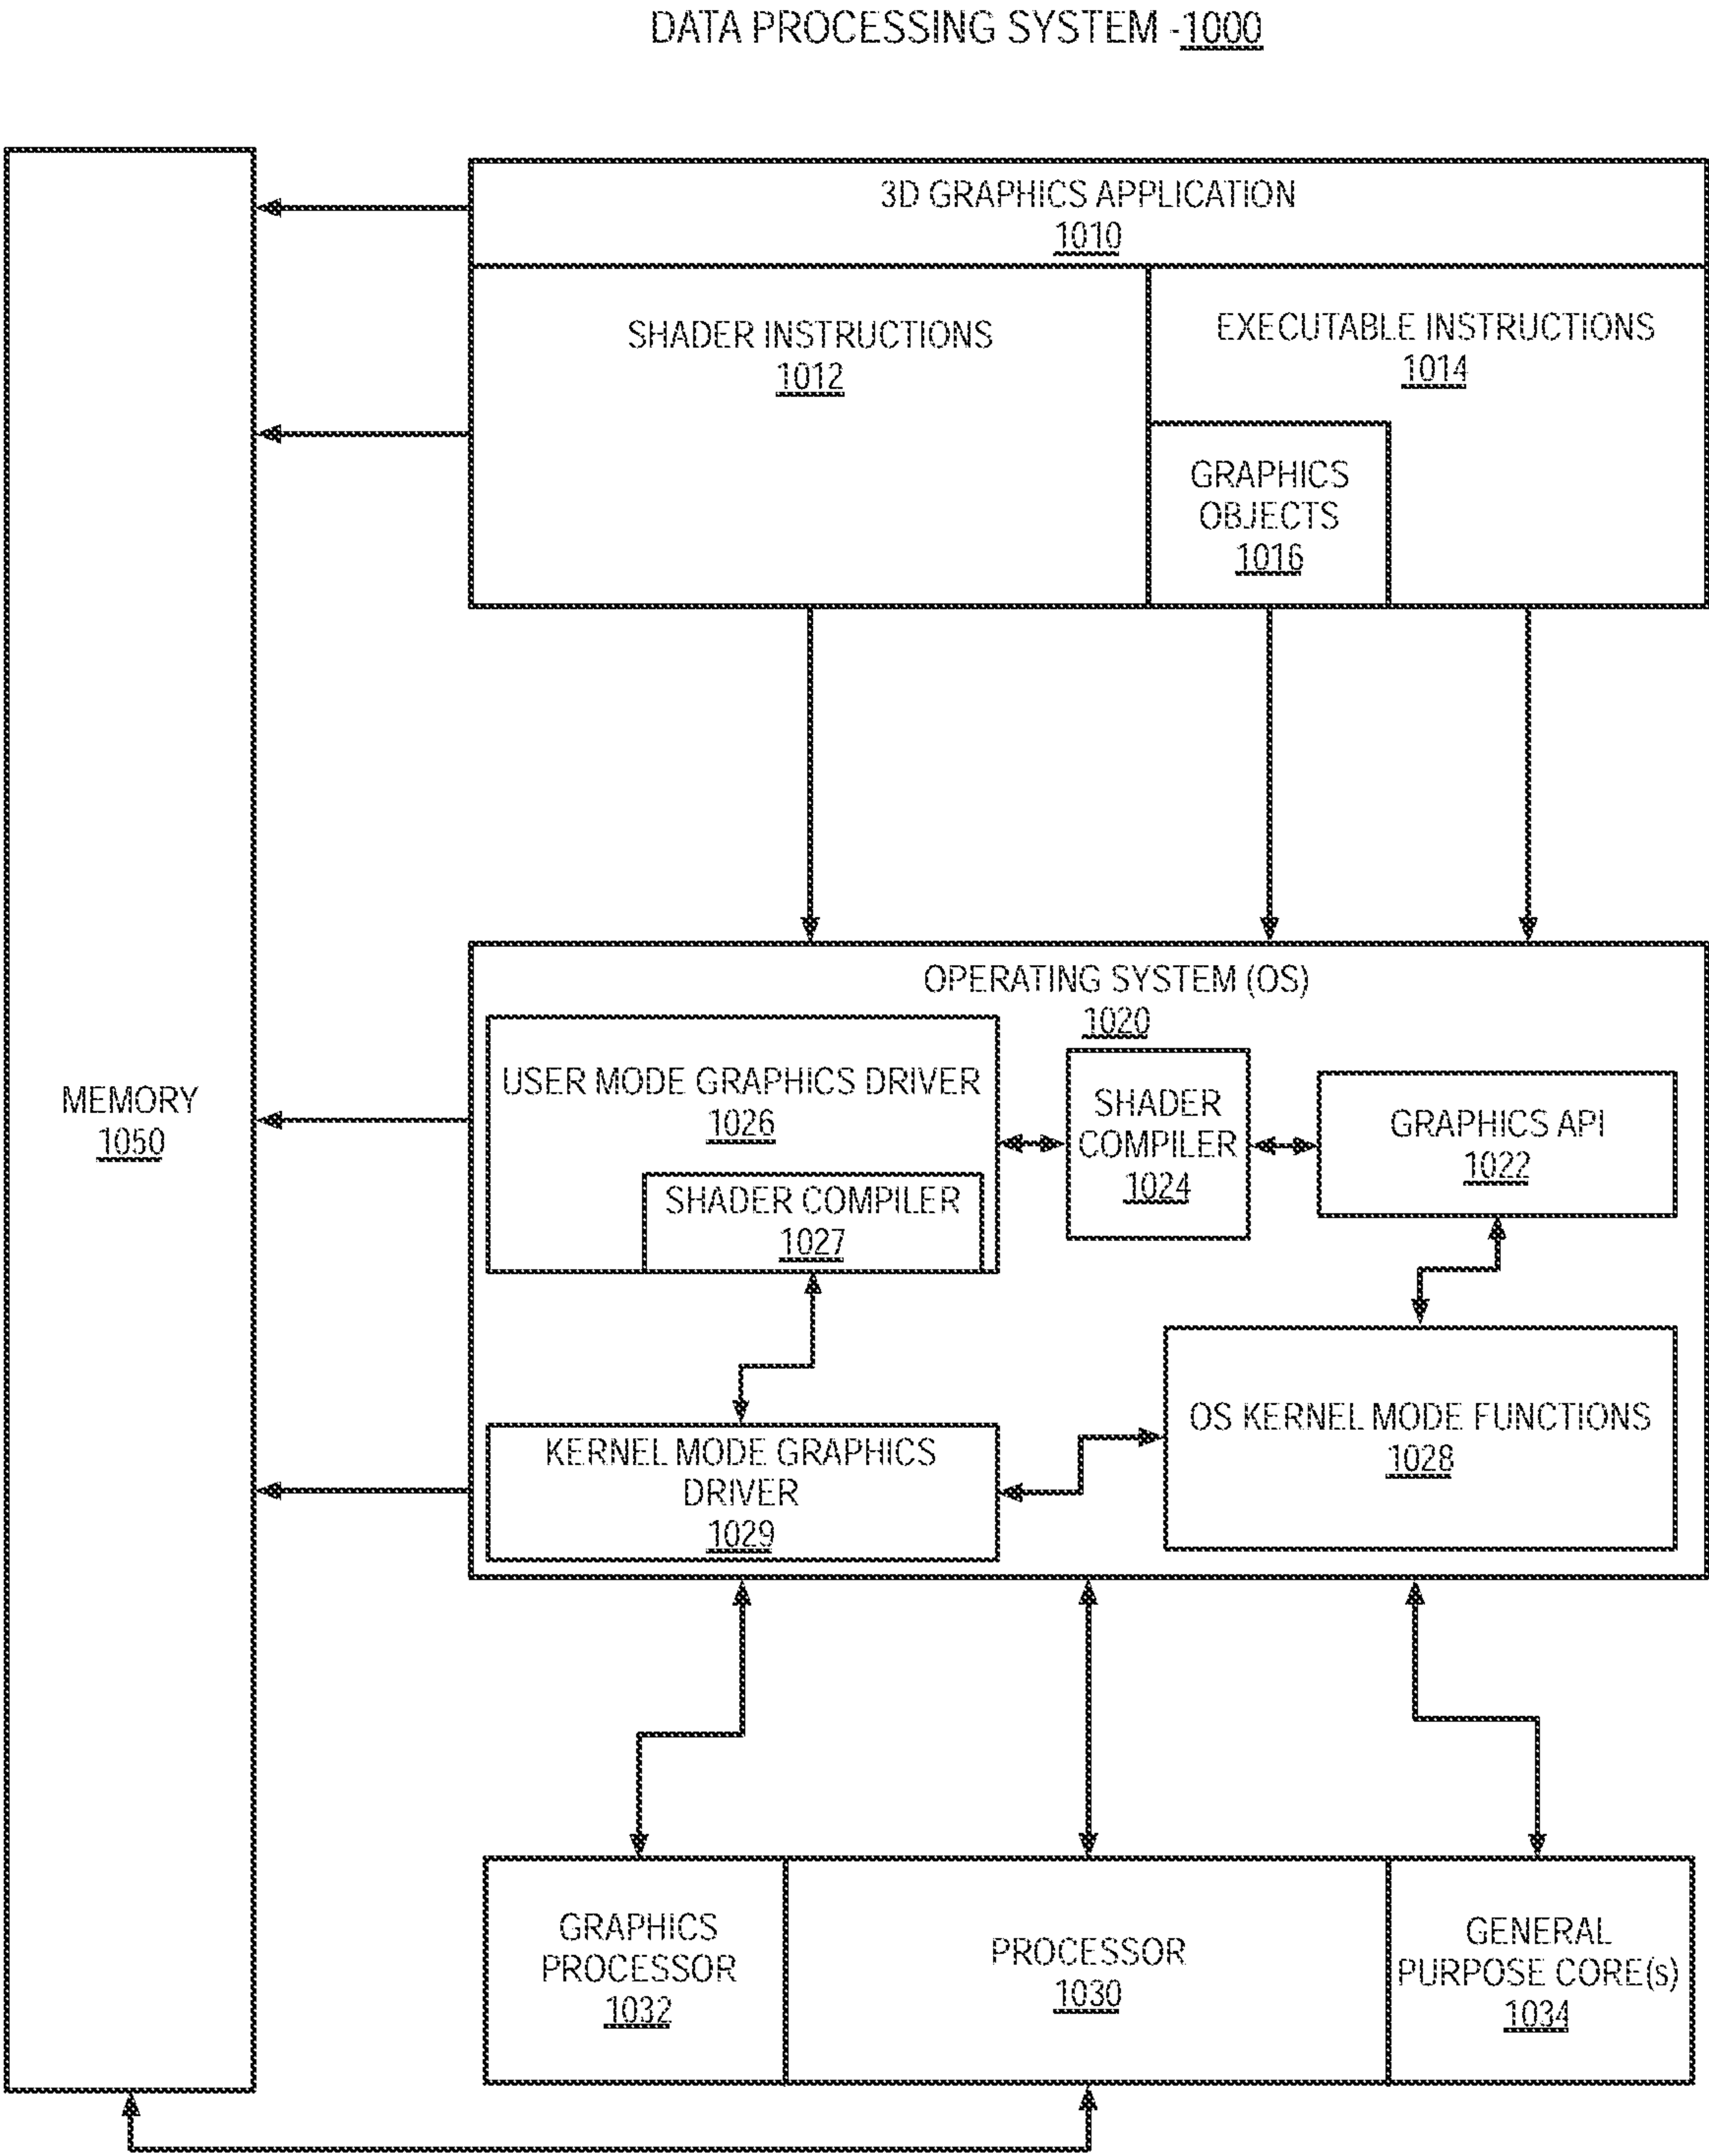 DATA PROCESSING SYSTEM -1000
3D GRAPHICS APPLICATION
1010
SHADER INSTRUCTIONS
1012
EXECUTABLE INSTRUCTIONS
1014
GRAPHICS
OBJECTS
1016
MEMORY
1050
OPERATING SYSTEM (OS)
1020
USER MODE GRAPHICS DRIVER
1026
SHADER COMPILER
1027
SHADER
COMPILER
1024
GRAPHICS API
1022
KERNEL MODE GRAPHICS
DRIVER
1029
OS KERNEL MODE FUNCTIONS
1028
GRAPHICS
PROCESSOR
1032
PROCESSOR
1030
GENERAL
PURPOSE CORE(s)
1034